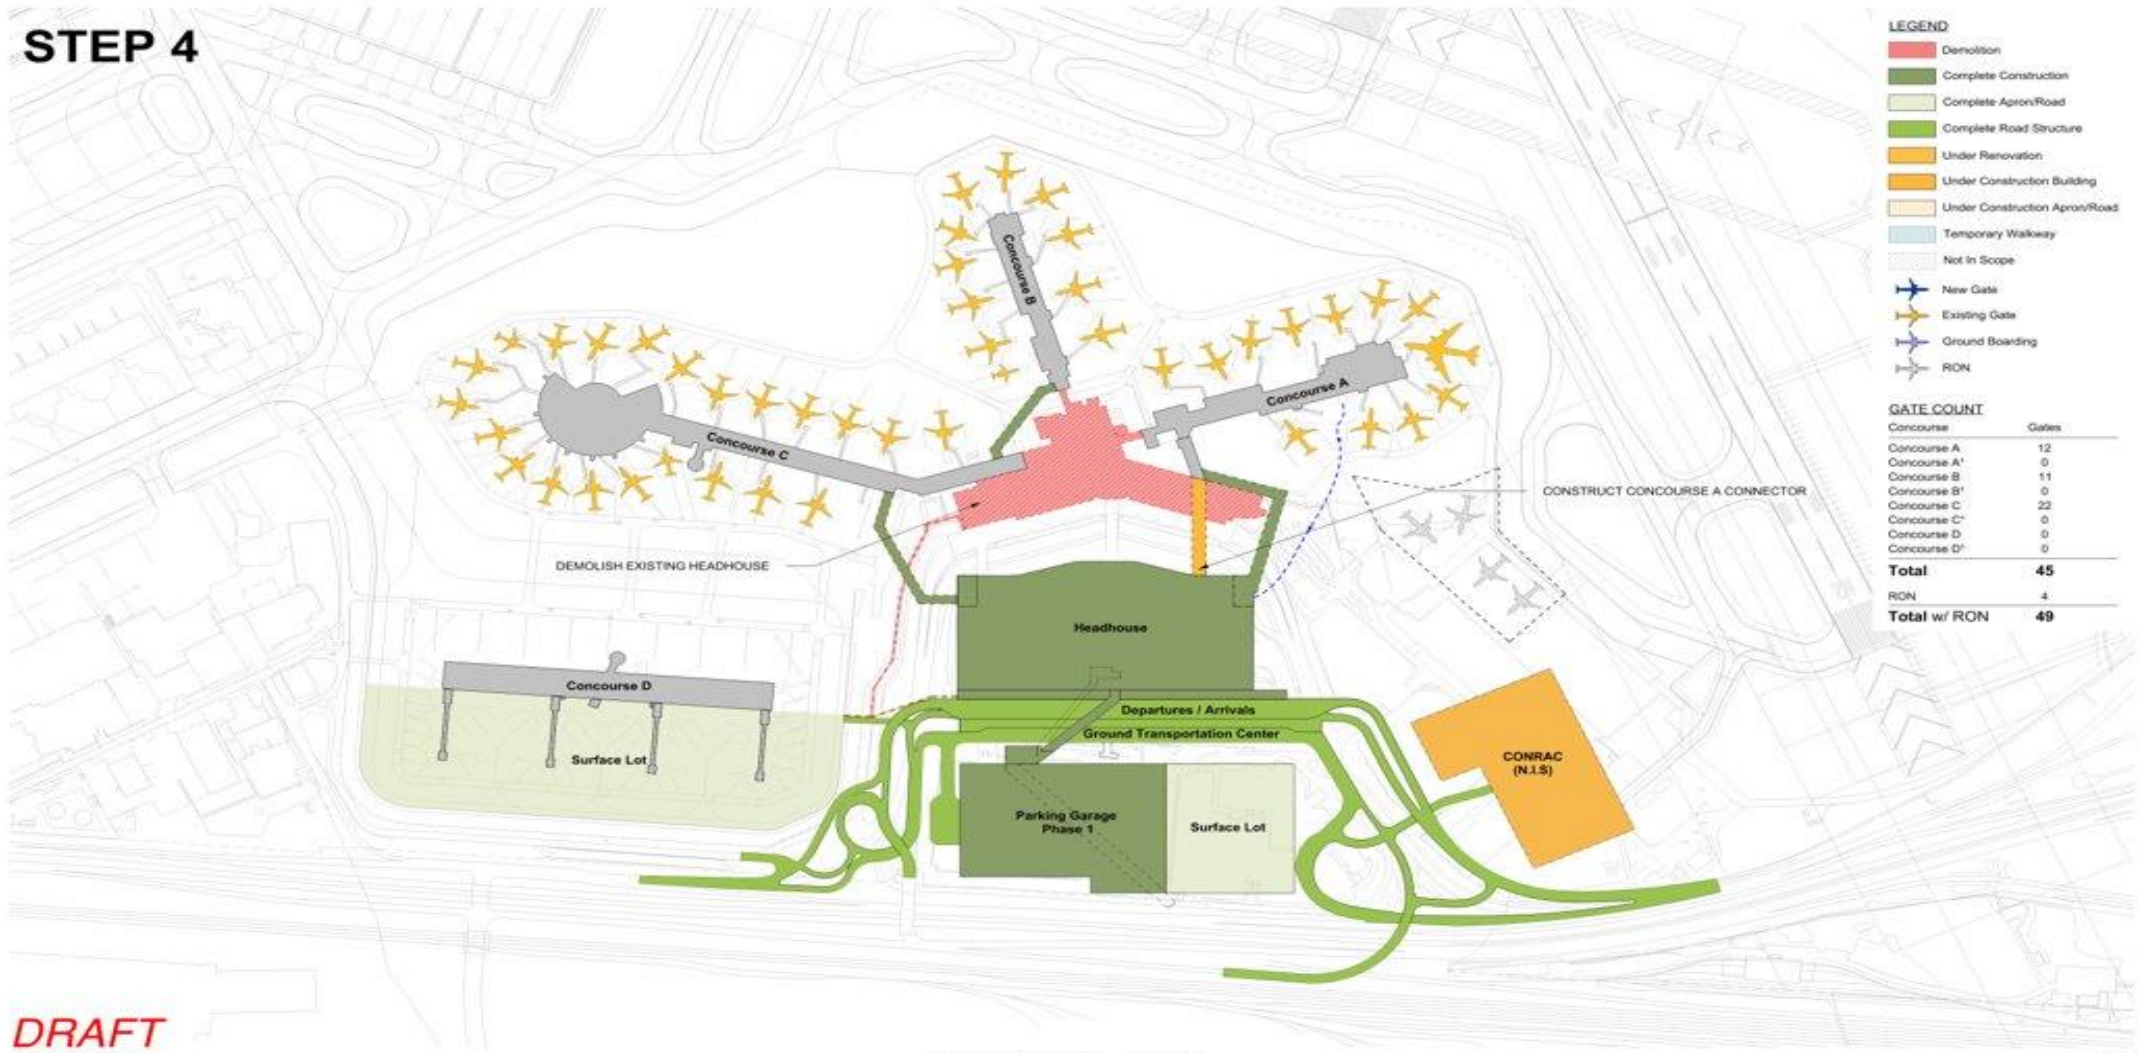 STEP 4
LEGEND
Demolition
Complete Construction
Complete Apron/Road
Complete Road Structure
Under Renovation
Under Construction Building
Under Construction Apron/Road
Temporary Walkway
Not In Scope
New Gate
Existing Gate
Ground Boarding
RON
GATE COUNT
Concourse Gates
Concourse A 12
Concourse A' 0
Concourse B 11
Concourse B' 0
Concourse C 22
Concourse C' 0
Concourse D 0
Concourse D' 0
Total 45
RON 4
Total w/ RON 49
Concourse B
Concourse A
Concourse C
CONSTRUCT CONCOURSE A CONNECTOR
DEMOLISH EXISTING HEADHOUSE
Headhouse
Concourse D
Surface Lot
Departures / Arrivals
Ground Transportation Center
CONRAC
(N.I.S)
Parking Garage
Phase 1
Surface Lot
DRAFT